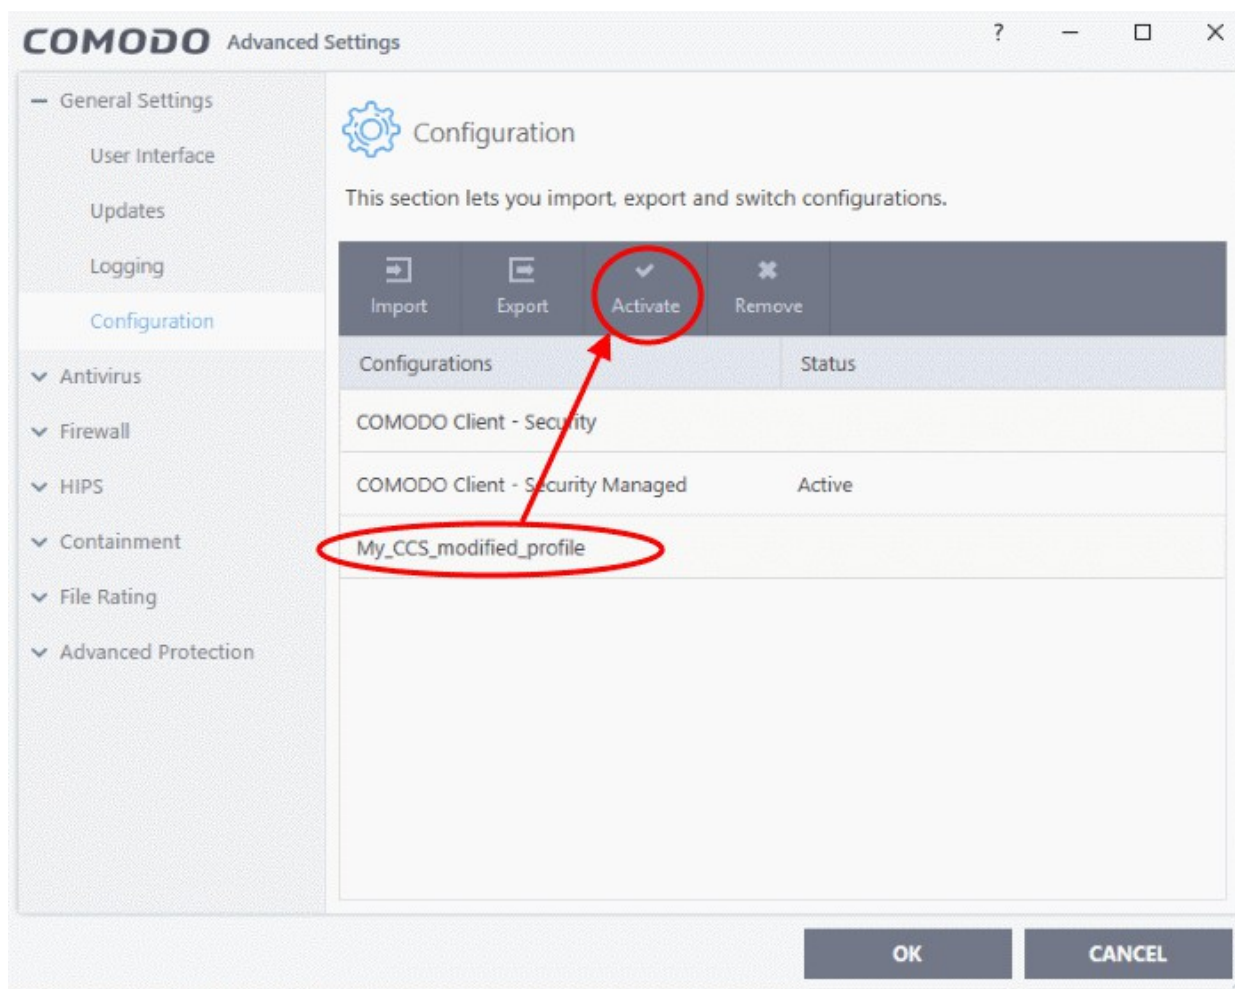 COMODO Advanced Settings
?
General Settings
User Interface
Updates
Logging
Configuration
Antivirus
Firewall
HIPS
Containment
File Rating
Advanced Protection
Configuration
This section lets you import, export and switch configurations.
Import Export Activate Remove
Configurations Status
COMODO Client - Security
COMODO Client - Security Managed Active
My_CCS_modified_profile
OK CANCEL